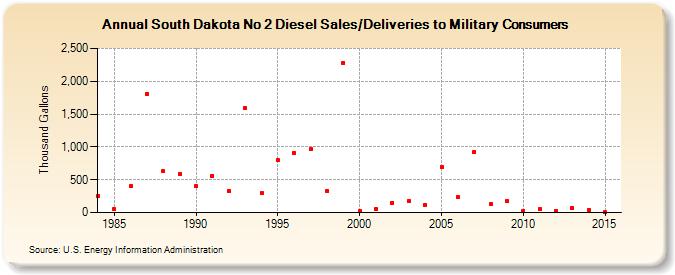 Annual South Dakota No 2 Diesel Sales/Deliveries to Military Consumers
Thousand Gallons
2,500
2,000
1,500
1,000
500
0
1985 1990 1995 2000 2005 2010 2015
Source: U.S. Energy Information Administration